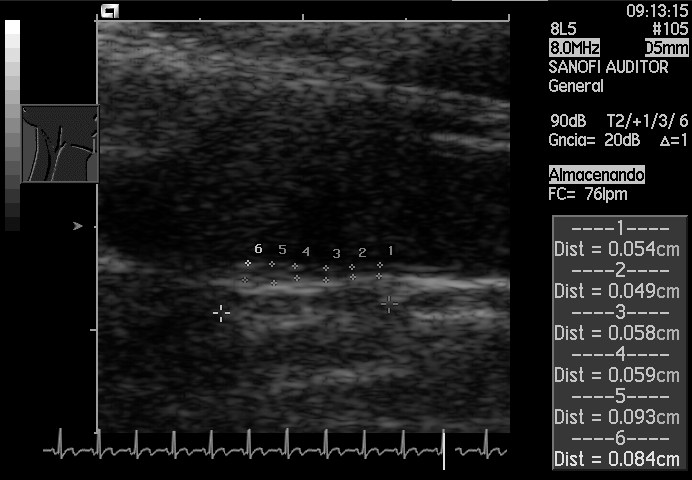 09:13:15
8L5 #105
8.0MHz D5mm
SANOFI AUDITOR
General
90dB T2/+1/3/ 6
Gncia= 20dB Δ=1
Almacenando
FC= 76lpm
6 5 4 3 2 1
----1----
Dist = 0.054cm
----2----
Dist = 0.049cm
----3----
Dist = 0.058cm
----4----
Dist = 0.059cm
----5----
Dist = 0.093cm
----6----
Dist = 0.084cm